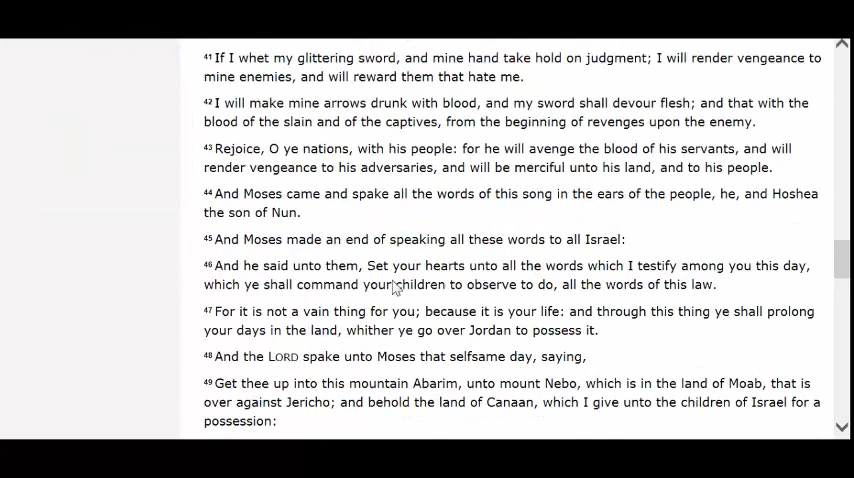 41 If I whet my glittering sword, and mine hand take hold on judgment; I will render vengeance to
mine enemies, and will reward them that hate me.
42 I will make mine arrows drunk with blood, and my sword shall devour flesh; and that with the
blood of the slain and of the captives, from the beginning of revenges upon the enemy.
43 Rejoice, O ye nations, with his people: for he will avenge the blood of his servants, and will
render vengeance to his adversaries, and will be merciful unto his land, and to his people.
44 And Moses came and spake all the words of this song in the ears of the people, he, and Hoshea
the son of Nun.
45 And Moses made an end of speaking all these words to all Israel:
46 And he said unto them, Set your hearts unto all the words which I testify among you this day,
which ye shall command your children to observe to do, all the words of this law.
47 For it is not a vain thing for you; because it is your life: and through this thing ye shall prolong
your days in the land, whither ye go over Jordan to possess it.
48 And the LORD spake unto Moses that selfsame day, saying,
49 Get thee up into this mountain Abarim, unto mount Nebo, which is in the land of Moab, that is
over against Jericho; and behold the land of Canaan, which I give unto the children of Israel for a
possession: